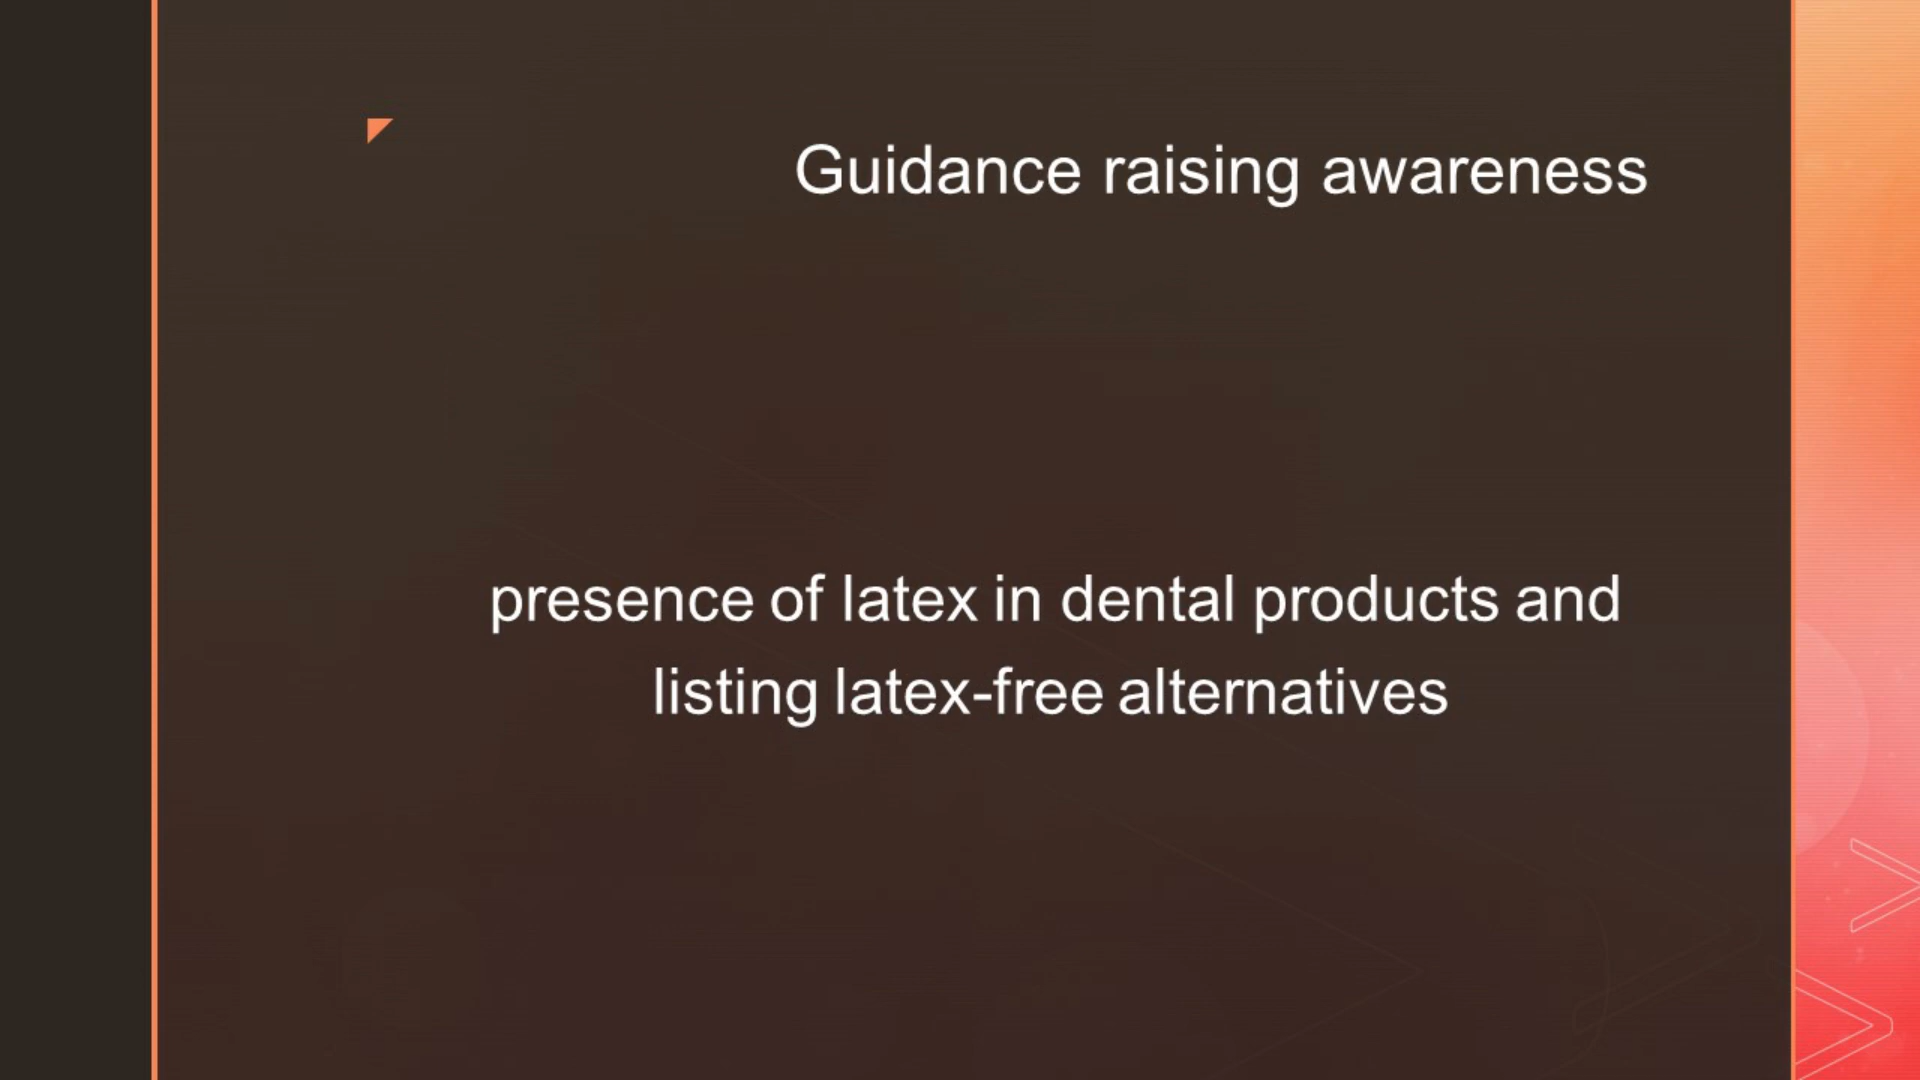 Guidance raising awareness
presence of latex in dental products and
listing latex-free alternatives